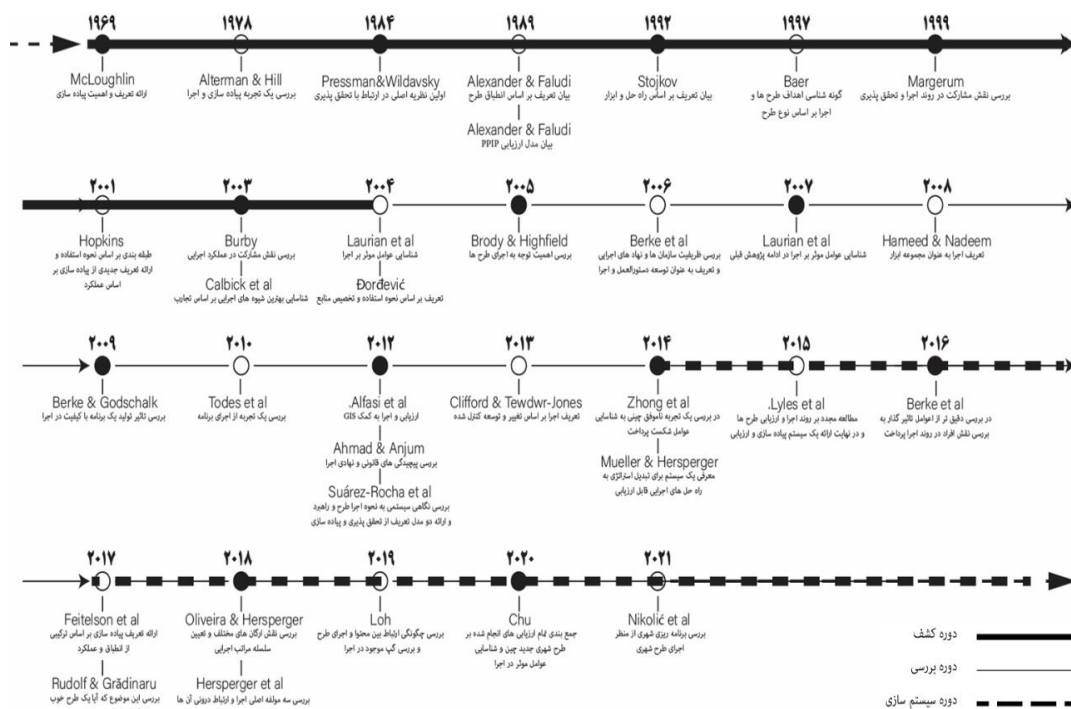 ۱۹۶۹
۱۹۷۸
۱۹۸۴
۱۹۸۹
۱۹۹۲
۱۹۹۷
۱۹۹۹
McLoughlin
ارائه تعریف و اهمیت پیاده سازی
Alterman & Hill
بررسی یک تجربه پیاده سازی و اجرا
Pressman&Wildavsky
اولین نظریه اصلی در ارتباط با تحقق پذیری
Alexander & Faludi
بیان تعریف بر اساس انطباق طرح
Alexander & Faludi
بیان مدل ارزیابی PPIP
Stojkov
بیان تعریف بر اساس راه حل و ابزار
Baer
گونه شناسی اهداف طرح ها و
اجرا بر اساس نوع طرح
Margerum
بررسی نقش مشارکت در روند اجرا و تحقق پذیری
۲۰۰۱
۲۰۰۳
۲۰۰۴
۲۰۰۵
۲۰۰۶
۲۰۰۷
۲۰۰۸
Hopkins
طبقه بندی بر اساس نحوه استفاده و
ارائه تعریف جدیدی از پیاده سازی بر
اساس عملکرد
Burby
بررسی نقش مشارکت در عملکرد اجرایی
Calbick et al
شناسایی بهترین شیوه های اجرایی بر اساس تجارب
Laurian et al
شناسایی عوامل موثر بر اجرا
Đorđević
تعریف بر اساس نحوه استفاده و تخصیص منابع
Brody & Highfield
بررسی اهمیت توجه به اجرای طرح ها
Berke et al
بررسی ظرفیت سازمان ها و نهاد های اجرایی
و تعریف به عنوان توسعه دستورالعمل و اجرا
Laurian et al
شناسایی عوامل موثر بر اجرا در ادامه پژوهش قبلی
Hameed & Nadeem
تعریف اجرا به عنوان مجموعه ابزار
۲۰۰۹
۲۰۱۰
۲۰۱۲
۲۰۱۳
۲۰۱۴
۲۰۱۵
۲۰۱۶
Berke & Godschalk
بررسی تاثیر تولید یک برنامه با کیفیت در اجرا
Todes et al
بررسی یک تجربه از اجرای برنامه
.Alfasi et al
ارزیابی و اجرا به کمک GIS
Ahmad & Anjum
بررسی پیچیدگی های قانونی و نهادی اجرا
Suárez-Rocha et al
بررسی نگاهی سیستمی به نحوه اجرا طرح و راهبرد
و ارائه دو مدل تعریف از تحقق پذیری و پیاده سازی
Clifford & Tewdwr-Jones
تعریف اجرا بر اساس تغییر و توسعه کنترل شده
Zhong et al
در بررسی یک تجربه ناموفق چینی به شناسایی
عوامل شکست پرداخت
Mueller & Hersperger
معرفی یک سیستم برای تبدیل استراتژی به
راه حل های اجرایی قابل ارزیابی
.Lyles et al
مطالعه مجدد بر روند اجرا و ارزیابی طرح ها
و در نهایت ارائه یک سیستم پیاده سازی و ارزیابی
Berke et al
در بررسی دقیق تر از اعوامل تاثیر گذار به
بررسی نقش افراد در روند اجرا پرداخت
۲۰۱۷
۲۰۱۸
۲۰۱۹
۲۰۲۰
۲۰۲۱
Feitelson et al
ارائه تعریف پیاده سازی بر اساس ترکیبی
از انطباق و عملکرد
Rudolf & Grădinaru
بررسی این موضوع که آیا یک طرح خوب
Oliveira & Hersperger
بررسی نقش ارگان های مختلف و تعیین
سلسله مراتب اجرایی
Hersperger et al
بررسی سه مولفه اصلی اجرا و ارتباط درونی آن ها
Loh
بررسی چگونگی ارتباط بین محتوا و اجرای طرح
و بررسی گپ موجود در اجرا
Chu
جمع بندی تمام ارزیابی های انجام شده بر
طرح شهری جدید چین و شناسایی
عوامل موثر در اجرا
Nikolić et al
بررسی برنامه ریزی شهری از منظر
اجرای طرح شهری
دوره کشف
دوره بررسی
دوره سیستم سازی